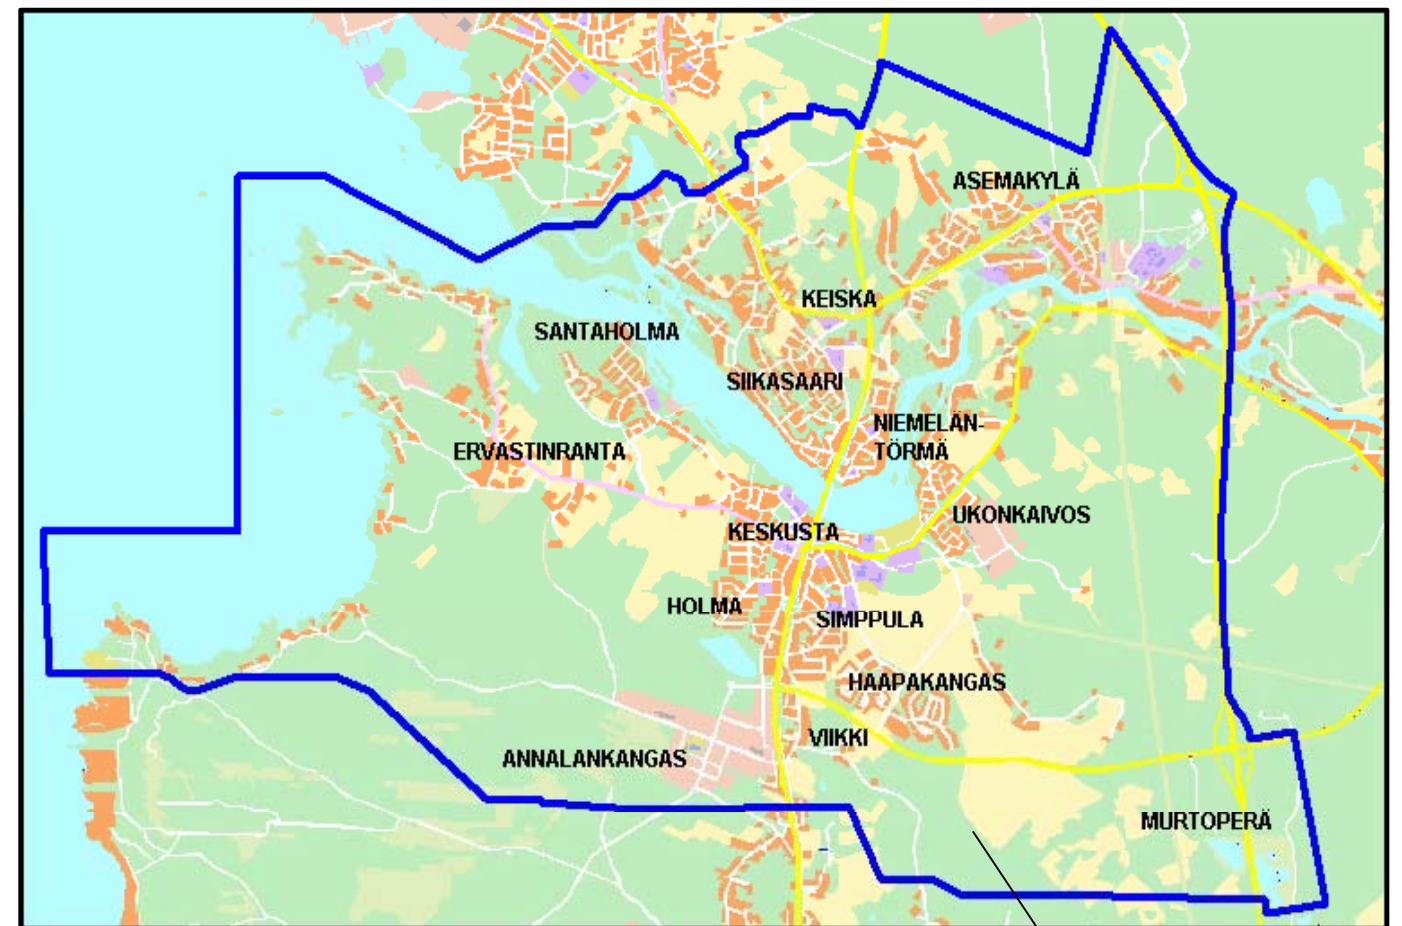 ASEMAKYLÄ
KEISKA
SANTAHOLMA
SIIKASAARI
NIEMELÄN-
TÖRMÄ
ERVASTINRANTA
UKONKAIVOS
KESKUSTA
HOLMA
SIMPPULA
HAAPAKANGAS
VIIKKI
ANNALANKANGAS
MURTOPERÄ